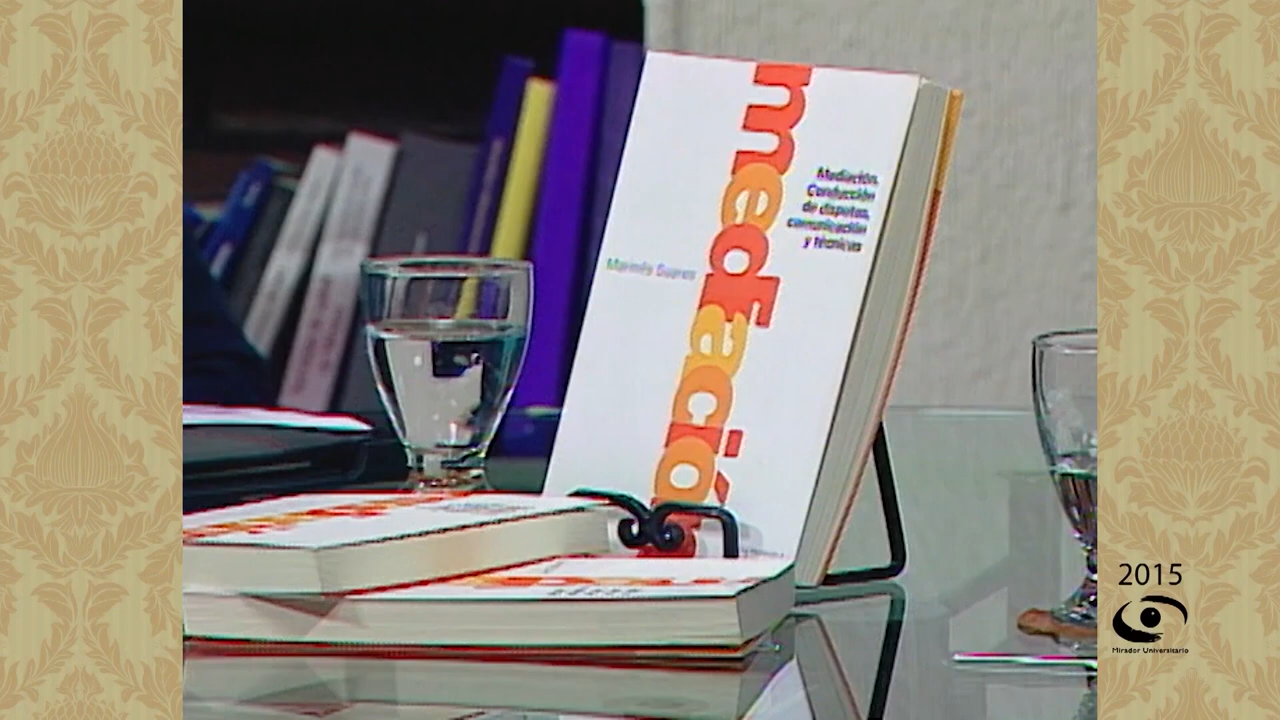 mediación
Mediación.
Conducción
de disputas,
comunicación
y técnicas
Marinés Suares
2015
Mirador Universitario